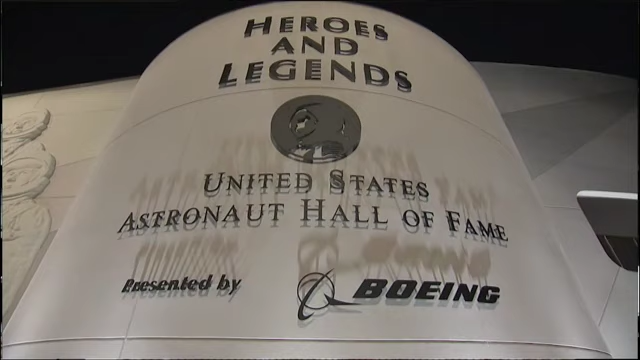 HEROES
AND
LEGENDS
UNITED STATES
ASTRONAUT HALL OF FAME
Presented by BOEING